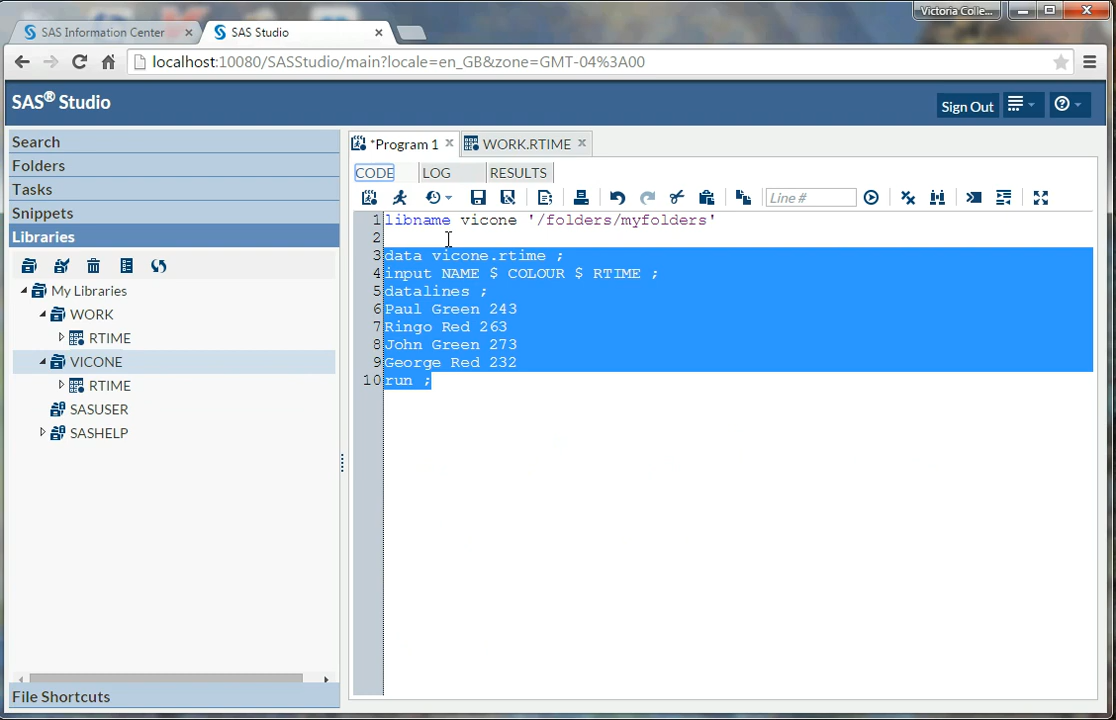 Victoria Colle...
SAS Information Center
SAS Studio
localhost:10080/SASStudio/main?locale=en_GB&zone=GMT-04%3A00
SAS® Studio
Sign Out
Search
Folders
Tasks
Snippets
Libraries
My Libraries
WORK
RTIME
VICONE
RTIME
SASUSER
SASHELP
File Shortcuts
*Program 1
WORK.RTIME
CODE LOG RESULTS
Line #
1 libname vicone '/folders/myfolders'
2
3 data vicone.rtime ;
4 input NAME $ COLOUR $ RTIME ;
5 datalines ;
6 Paul Green 243
7 Ringo Red 263
8 John Green 273
9 George Red 232
10 run ;